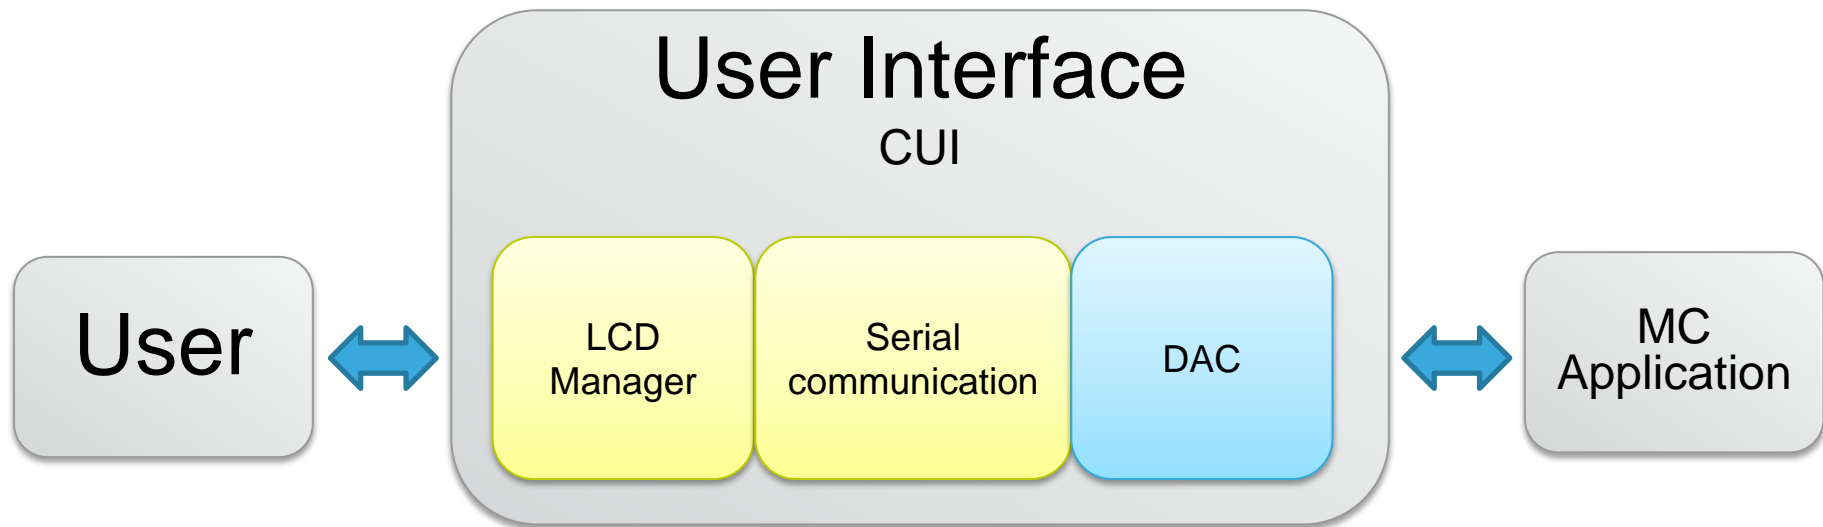 User Interface
CUI
User
LCD
Manager
Serial
communication
DAC
MC
Application